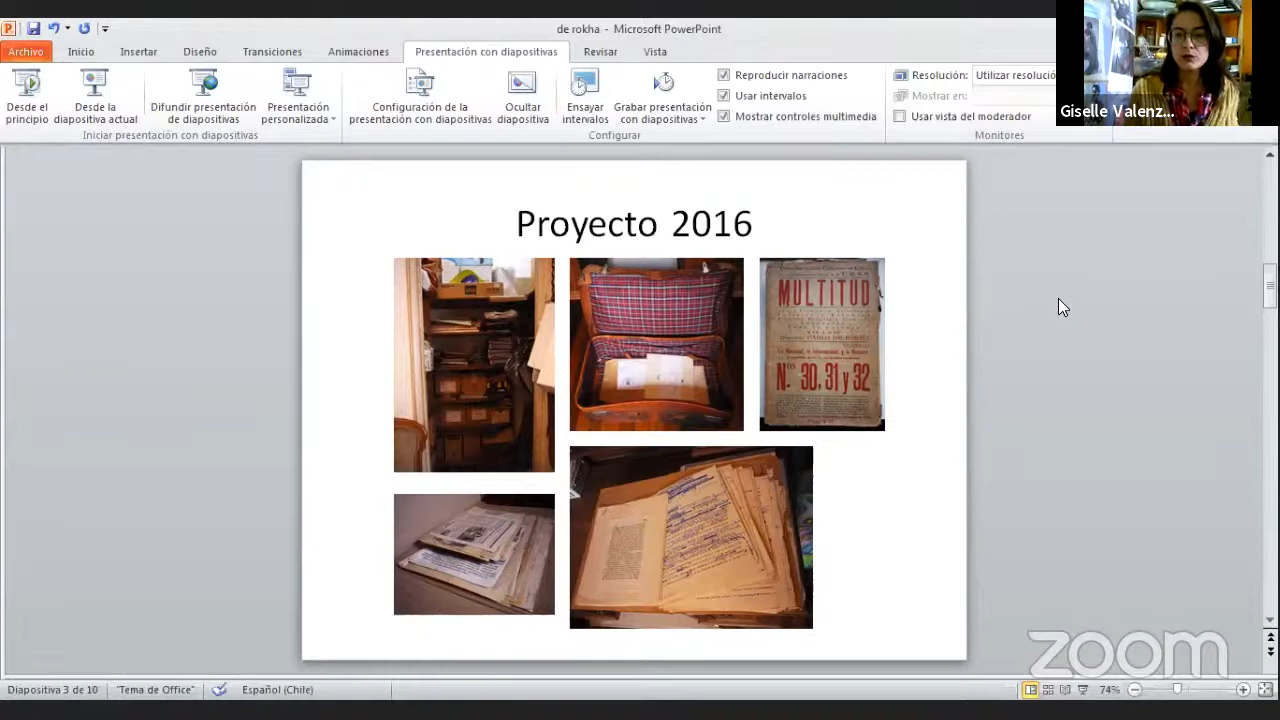 de rokha - Microsoft PowerPoint
Archivo Inicio Insertar Diseño Transiciones Animaciones Presentación con diapositivas Revisar Vista
Desde el principio
Desde la diapositiva actual
Difundir presentación de diapositivas
Presentación personalizada
Iniciar presentación con diapositivas
Configuración de la presentación con diapositivas
Ocultar diapositiva
Ensayar intervalos
Grabar presentación con diapositivas
Reproducir narraciones
Usar intervalos
Mostrar controles multimedia
Configurar
Resolución: Utilizar resolució
Mostrar en:
Usar vista del moderador
Monitores
Giselle Valenz...
Proyecto 2016
MULTITUD
Nos. 30, 31 y 32
zoom
Diapositiva 3 de 10 "Tema de Office" Español (Chile) 74%